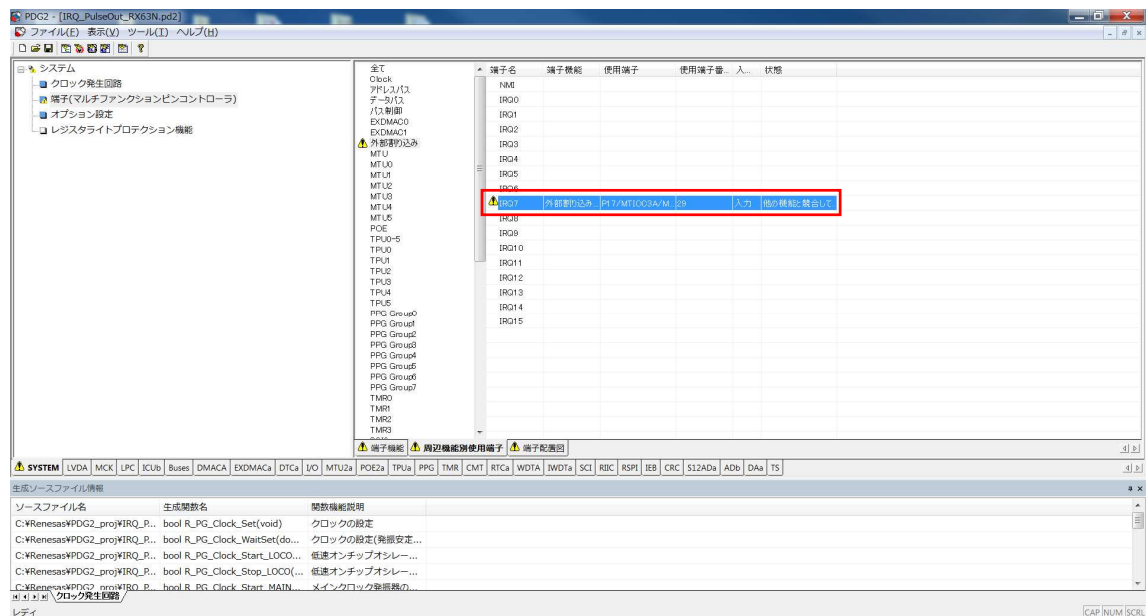 PDG2 - [IRQ_PulseOut_RX63N.pd2]
ファイル(F) 表示(V) ツール(T) ヘルプ(H)
システム
クロック発生回路
端子(マルチファンクションピンコントローラ)
オプション設定
レジスタライトプロテクション機能
全て
Clock
アドレスバス
データバス
バス制御
EXDMAC0
EXDMAC1
外部割り込み
MTU
MTU0
MTU1
MTU2
MTU3
MTU4
MTU5
POE
TPU0-5
TPU0
TPU1
TPU2
TPU3
TPU4
TPU5
PPG Group0
PPG Group1
PPG Group2
PPG Group3
PPG Group4
PPG Group5
PPG Group6
PPG Group7
TMR0
TMR1
TMR2
TMR3
端子名 端子機能 使用端子 使用端子番... 入... 状態
NMI
IRQ0
IRQ1
IRQ2
IRQ3
IRQ4
IRQ5
IRQ6
IRQ7 外部割り込み... P17/MTIOC3A/M... 29 入力 他の機能と競合して...
IRQ8
IRQ9
IRQ10
IRQ11
IRQ12
IRQ13
IRQ14
IRQ15
端子機能 周辺機能別使用端子 端子配置図
SYSTEM LVDA MCK LPC ICUb Buses DMACA EXDMACa DTCa I/O MTU2a POE2a TPUa PPG TMR CMT RTCa WDTA IWDTa SCI RIIC RSPI IEB CRC S12ADa ADb DAa TS
生成ソースファイル情報
ソースファイル名 生成関数名 関数機能説明
C:¥Renesas¥PDG2_proj¥IRQ_P... bool R_PG_Clock_Set(void) クロックの設定
C:¥Renesas¥PDG2_proj¥IRQ_P... bool R_PG_Clock_WaitSet(do... クロックの設定(発振安定...
C:¥Renesas¥PDG2_proj¥IRQ_P... bool R_PG_Clock_Start_LOCO... 低速オンチップオシレー...
C:¥Renesas¥PDG2_proj¥IRQ_P... bool R_PG_Clock_Stop_LOCO(... 低速オンチップオシレー...
C:¥Renesas¥PDG2_proj¥IRQ_P... bool R_PG_Clock_Start_MAIN... メインクロック発振器の...
クロック発生回路
レディ
CAP NUM SCRL